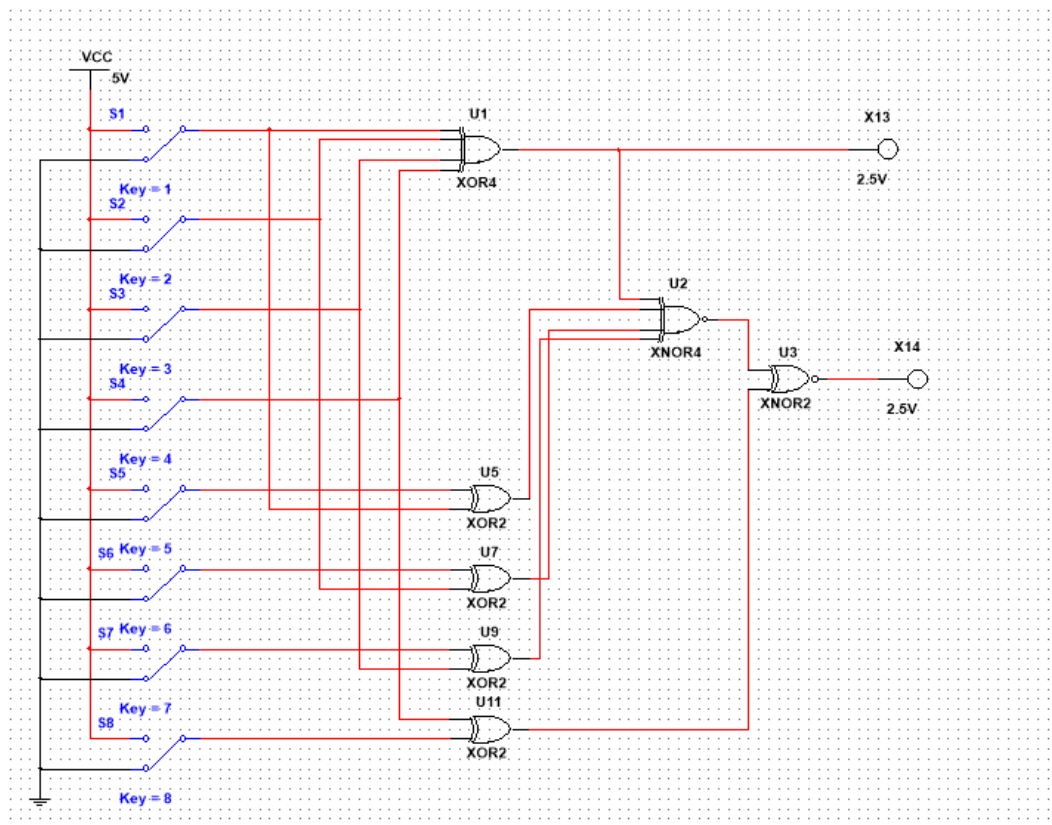 VCC
5V
S1
U1
X13
XOR4
2.5V
Key = 1
S2
Key = 2
S3
U2
XNOR4
X14
U3
XNOR2
2.5V
Key = 3
S4
Key = 4
S5
U5
XOR2
Key = 5
S6
U7
XOR2
Key = 6
S7
U9
XOR2
Key = 7
S8
U11
XOR2
Key = 8